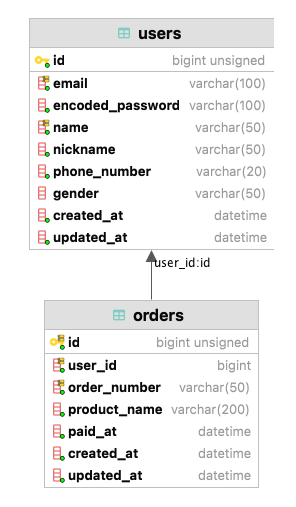 users
id bigint unsigned
email varchar(100)
encoded_password varchar(100)
name varchar(50)
nickname varchar(50)
phone_number varchar(20)
gender varchar(50)
created_at datetime
updated_at datetime
user_id:id
orders
id bigint unsigned
user_id bigint
order_number varchar(50)
product_name varchar(200)
paid_at datetime
created_at datetime
updated_at datetime